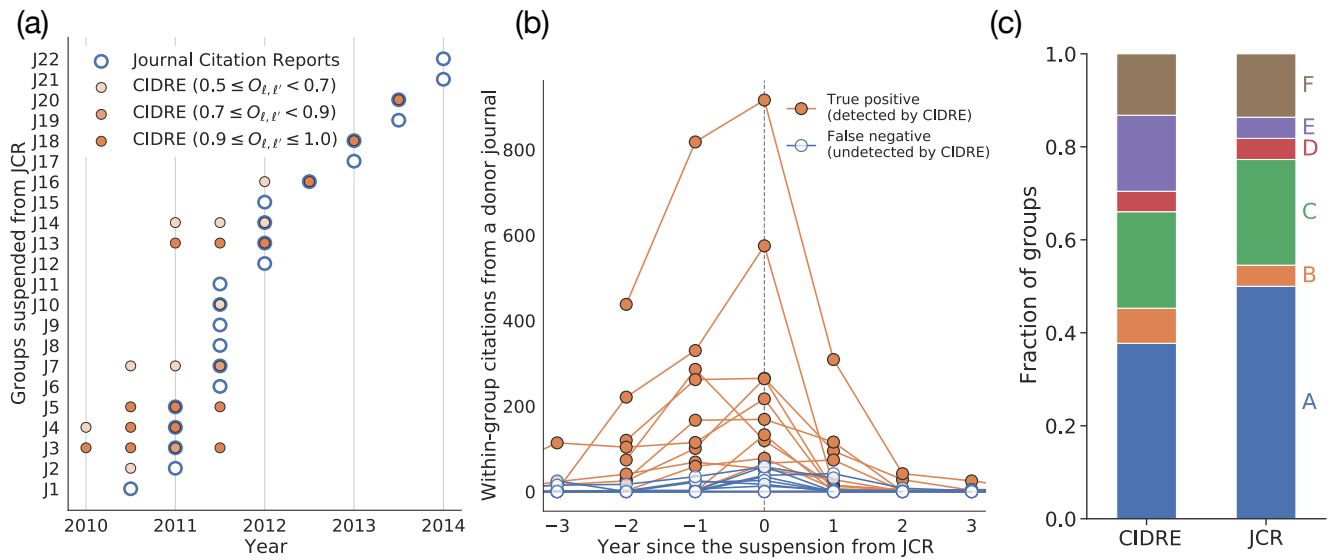 (a)
Groups suspended from JCR
J22
J21
J20
J19
J18
J17
J16
J15
J14
J13
J12
J11
J10
J9
J8
J7
J6
J5
J4
J3
J2
J1
Journal Citation Reports
CIDRE (0.5 ≤ Oℓ,ℓ′ < 0.7)
CIDRE (0.7 ≤ Oℓ,ℓ′ < 0.9)
CIDRE (0.9 ≤ Oℓ,ℓ′ ≤ 1.0)
2010 2011 2012 2013 2014
Year
(b)
Within-group citations from a donor journal
800
600
400
200
0
True positive
(detected by CIDRE)
False negative
(undetected by CIDRE)
−3 −2 −1 0 1 2 3
Year since the suspension from JCR
(c)
Fraction of groups
1.0
0.8
0.6
0.4
0.2
0.0
F
E
D
C
B
A
CIDRE JCR